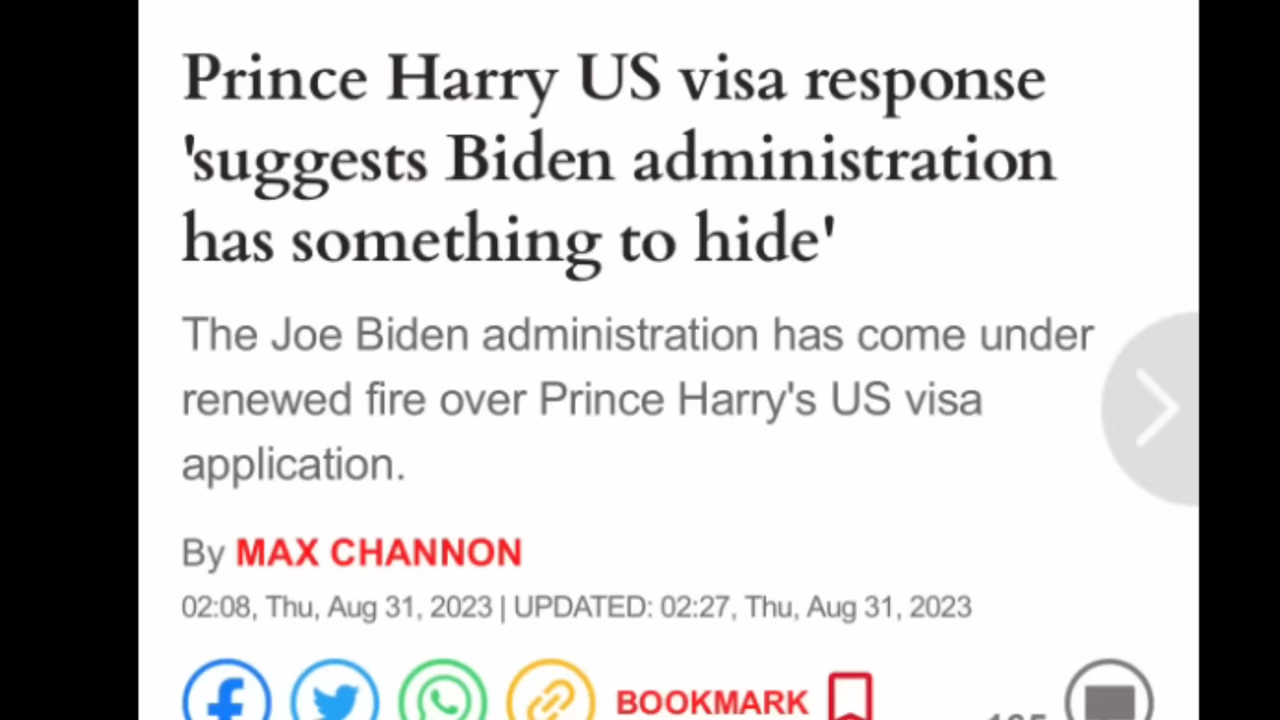 Prince Harry US visa response
'suggests Biden administration
has something to hide'
The Joe Biden administration has come under
renewed fire over Prince Harry's US visa
application.
By MAX CHANNON
02:08, Thu, Aug 31, 2023 | UPDATED: 02:27, Thu, Aug 31, 2023
BOOKMARK